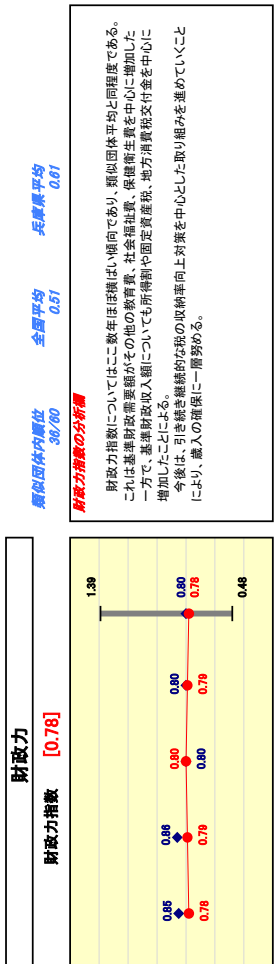 財政力
財政力指数 [0.78]
0.85
0.78
0.86
0.79
0.80
0.80
0.80
0.79
1.39
0.80
0.78
0.48
類似団体内順位
36/60
全国平均
0.51
兵庫県平均
0.61
財政力指数の分析欄
財政力指数についてはここ数年ほぼ横ばい傾向であり、類似団体平均と同程度である。
これは基準財政需要額がその他の教育費、社会福祉費、保健衛生費を中心に増加した
一方で、基準財政収入額についても所得割や固定資産税、地方消費税交付金を中心に
増加したことによる。
今後は、引き続き継続的な税の収納率向上対策を中心とした取り組みを進めていくこと
により、歳入の確保に一層努める。